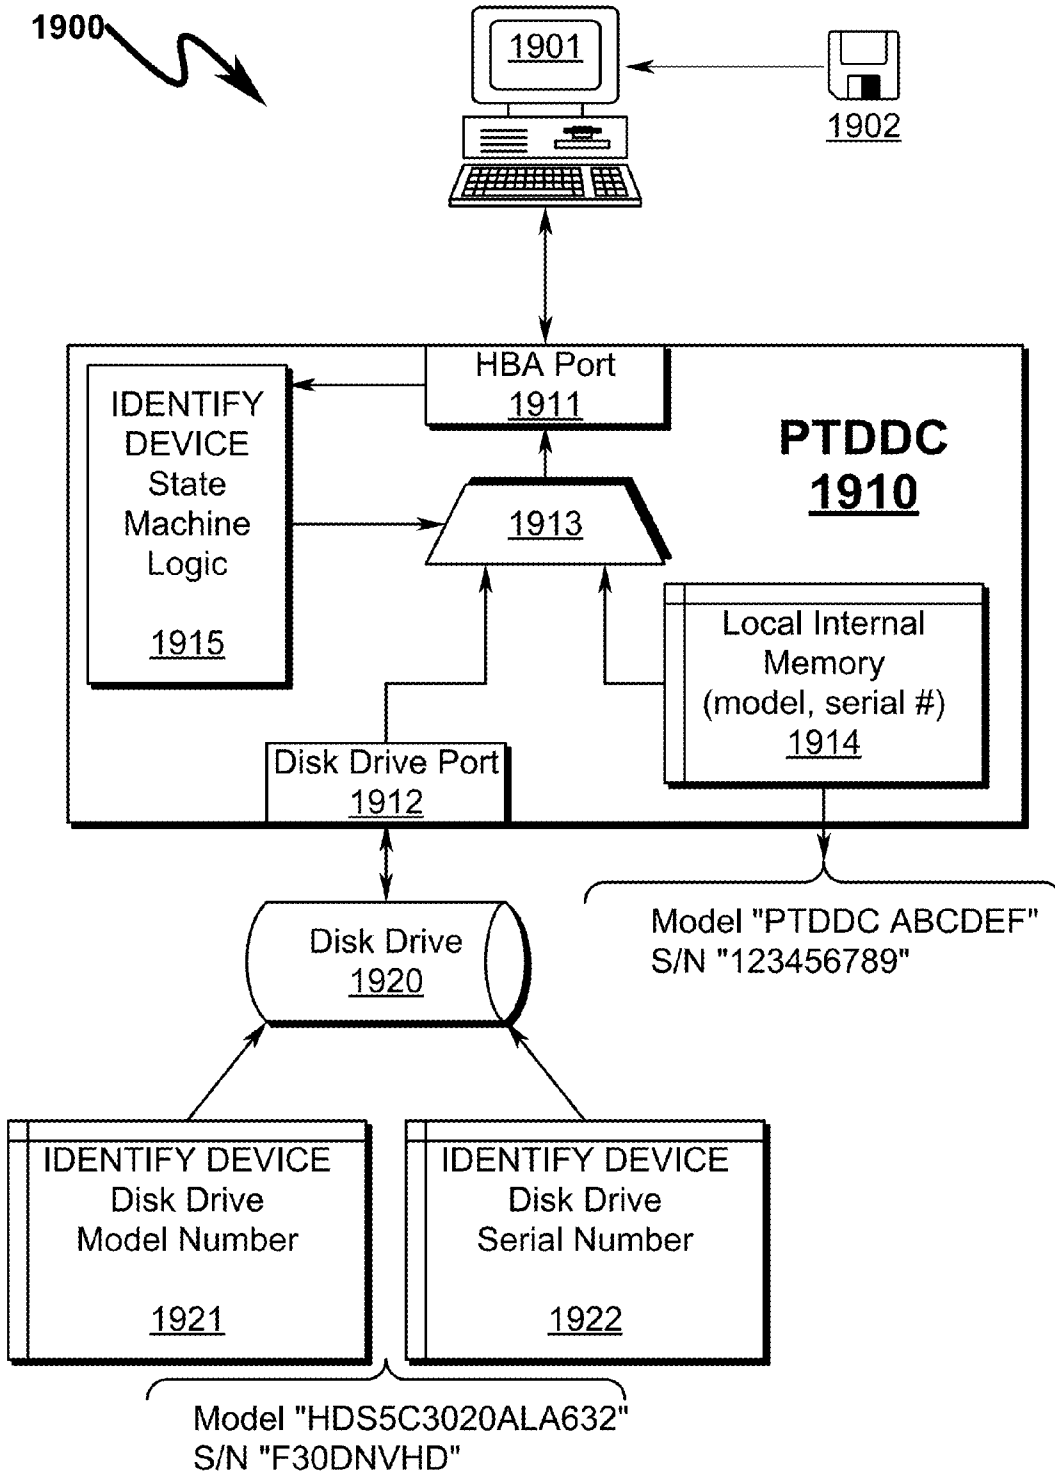 1900
1901
1902
HBA Port
1911
IDENTIFY
DEVICE
State
Machine
Logic
1915
PTDDC
1910
1913
Local Internal
Memory
(model, serial #)
1914
Disk Drive Port
1912
Model "PTDDC ABCDEF"
S/N "123456789"
Disk Drive
1920
IDENTIFY DEVICE
Disk Drive
Model Number
1921
IDENTIFY DEVICE
Disk Drive
Serial Number
1922
Model "HDS5C3020ALA632"
S/N "F30DNVHD"